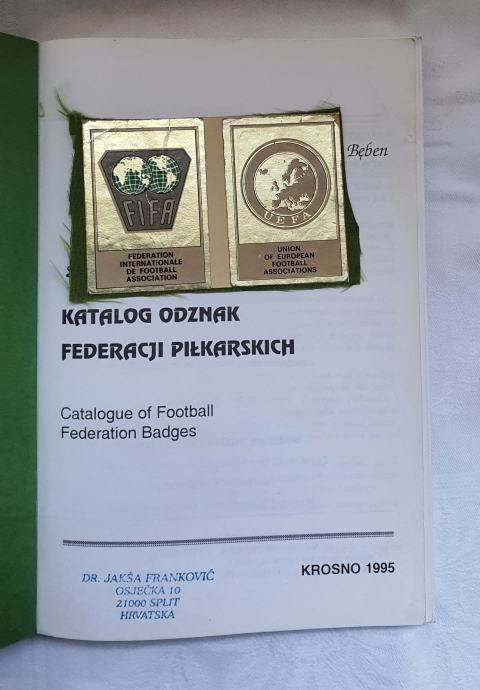 Bęben
FIFA
FEDERATION
INTERNATIONALE
DE FOOTBALL
ASSOCIATION
UEFA
UNION
OF EUROPEAN
FOOTBALL
ASSOCIATIONS
KATALOG ODZNAK
FEDERACJI PIŁKARSKICH
Catalogue of Football
Federation Badges
KROSNO 1995
DR. JAKŠA FRANKOVIĆ
OSJEČKA 10
21000 SPLIT
HRVATSKA